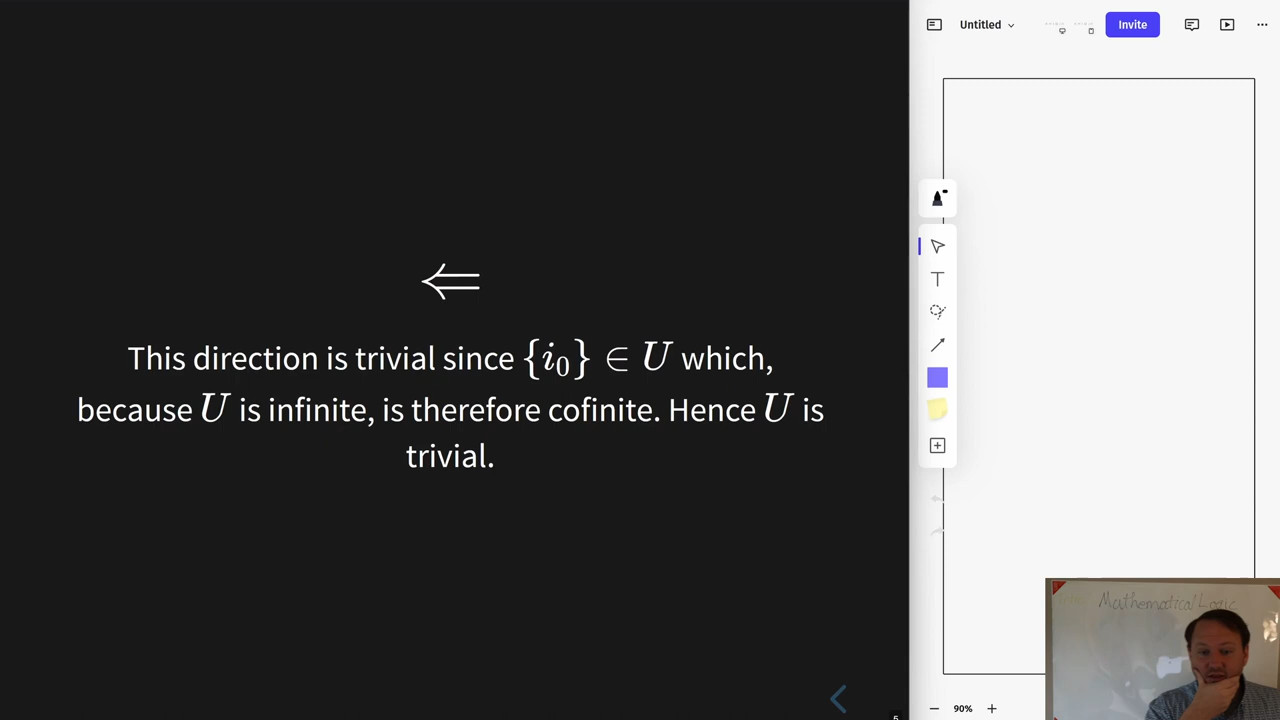 ⇐
This direction is trivial since {i₀} ∈ U which,
because U is infinite, is therefore cofinite. Hence U is
trivial.
Untitled
Invite
T
90%
5
Mathematical Logic